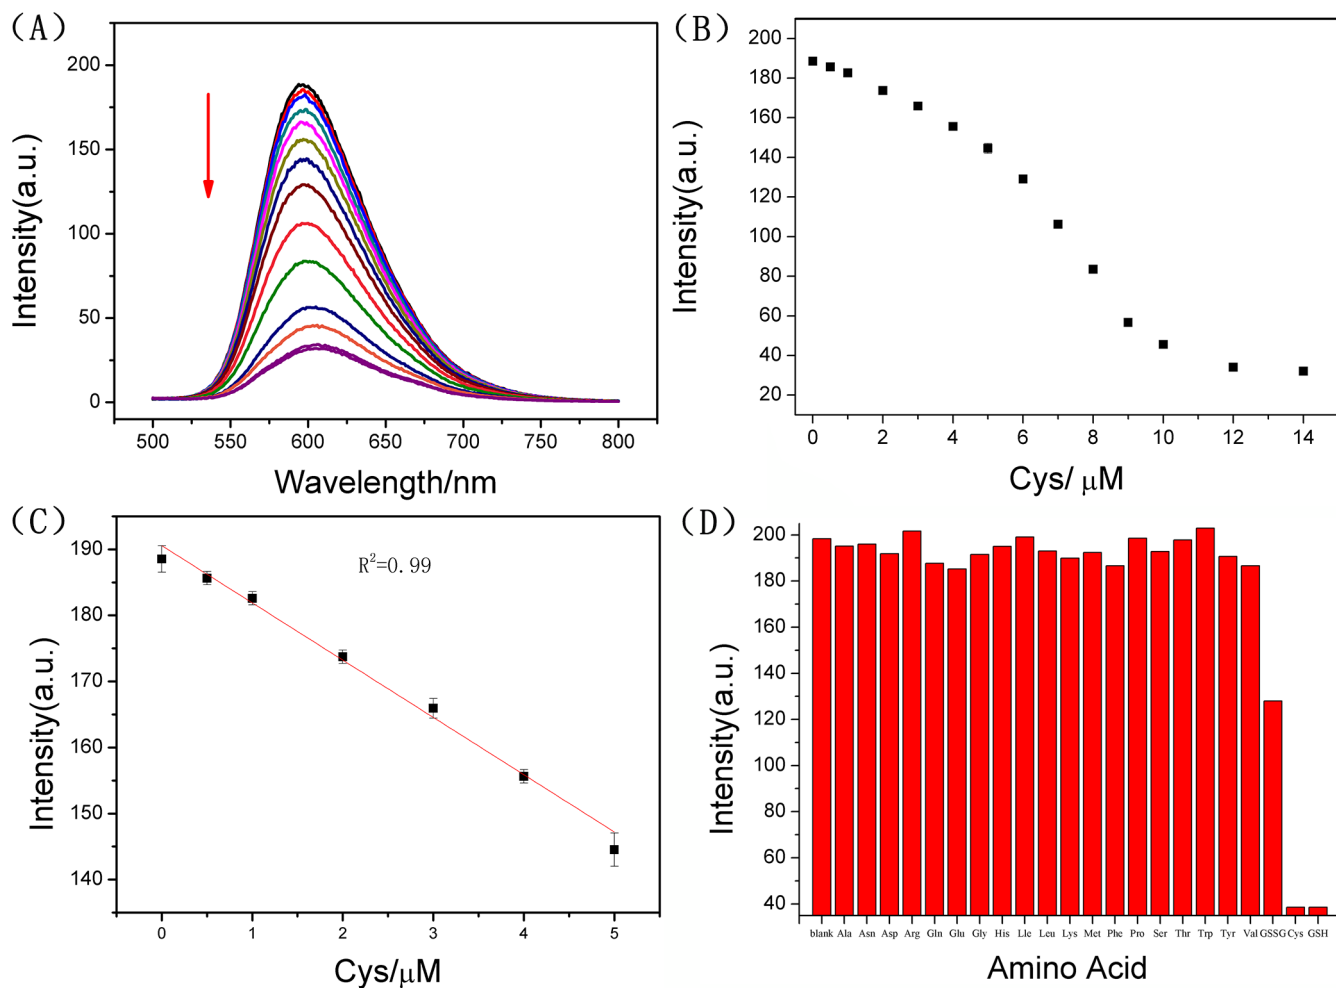 (A)
200
150
100
50
0
Intensity(a.u.)
500 550 600 650 700 750 800
Wavelength/nm
(B)
200
180
160
140
120
100
80
60
40
20
Intensity(a.u.)
0 2 4 6 8 10 12 14
Cys/ μM
(C)
190
180
170
160
150
140
Intensity(a.u.)
R²=0.99
0 1 2 3 4 5
Cys/μM
(D)
200
180
160
140
120
100
80
60
40
Intensity(a.u.)
blank Ala Asn Asp Arg Gln Glu Gly His Lle Leu Lys Met Phe Pro Ser Thr Trp Tyr Val GSSG Cys GSH
Amino Acid